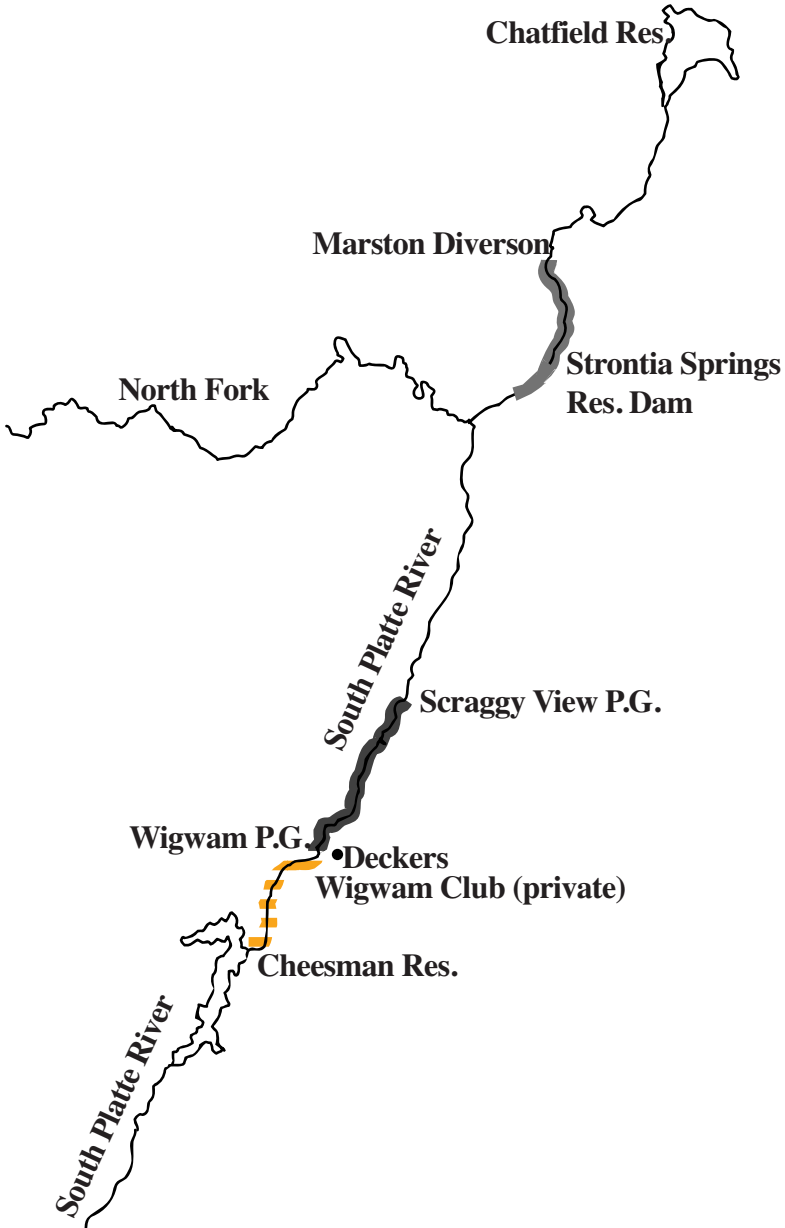 Chatfield Res.
Marston Diverson
Strontia Springs
Res. Dam
North Fork
South Platte River
Scraggy View P.G.
Wigwam P.G.
Deckers
Wigwam Club (private)
Cheesman Res.
South Platte River